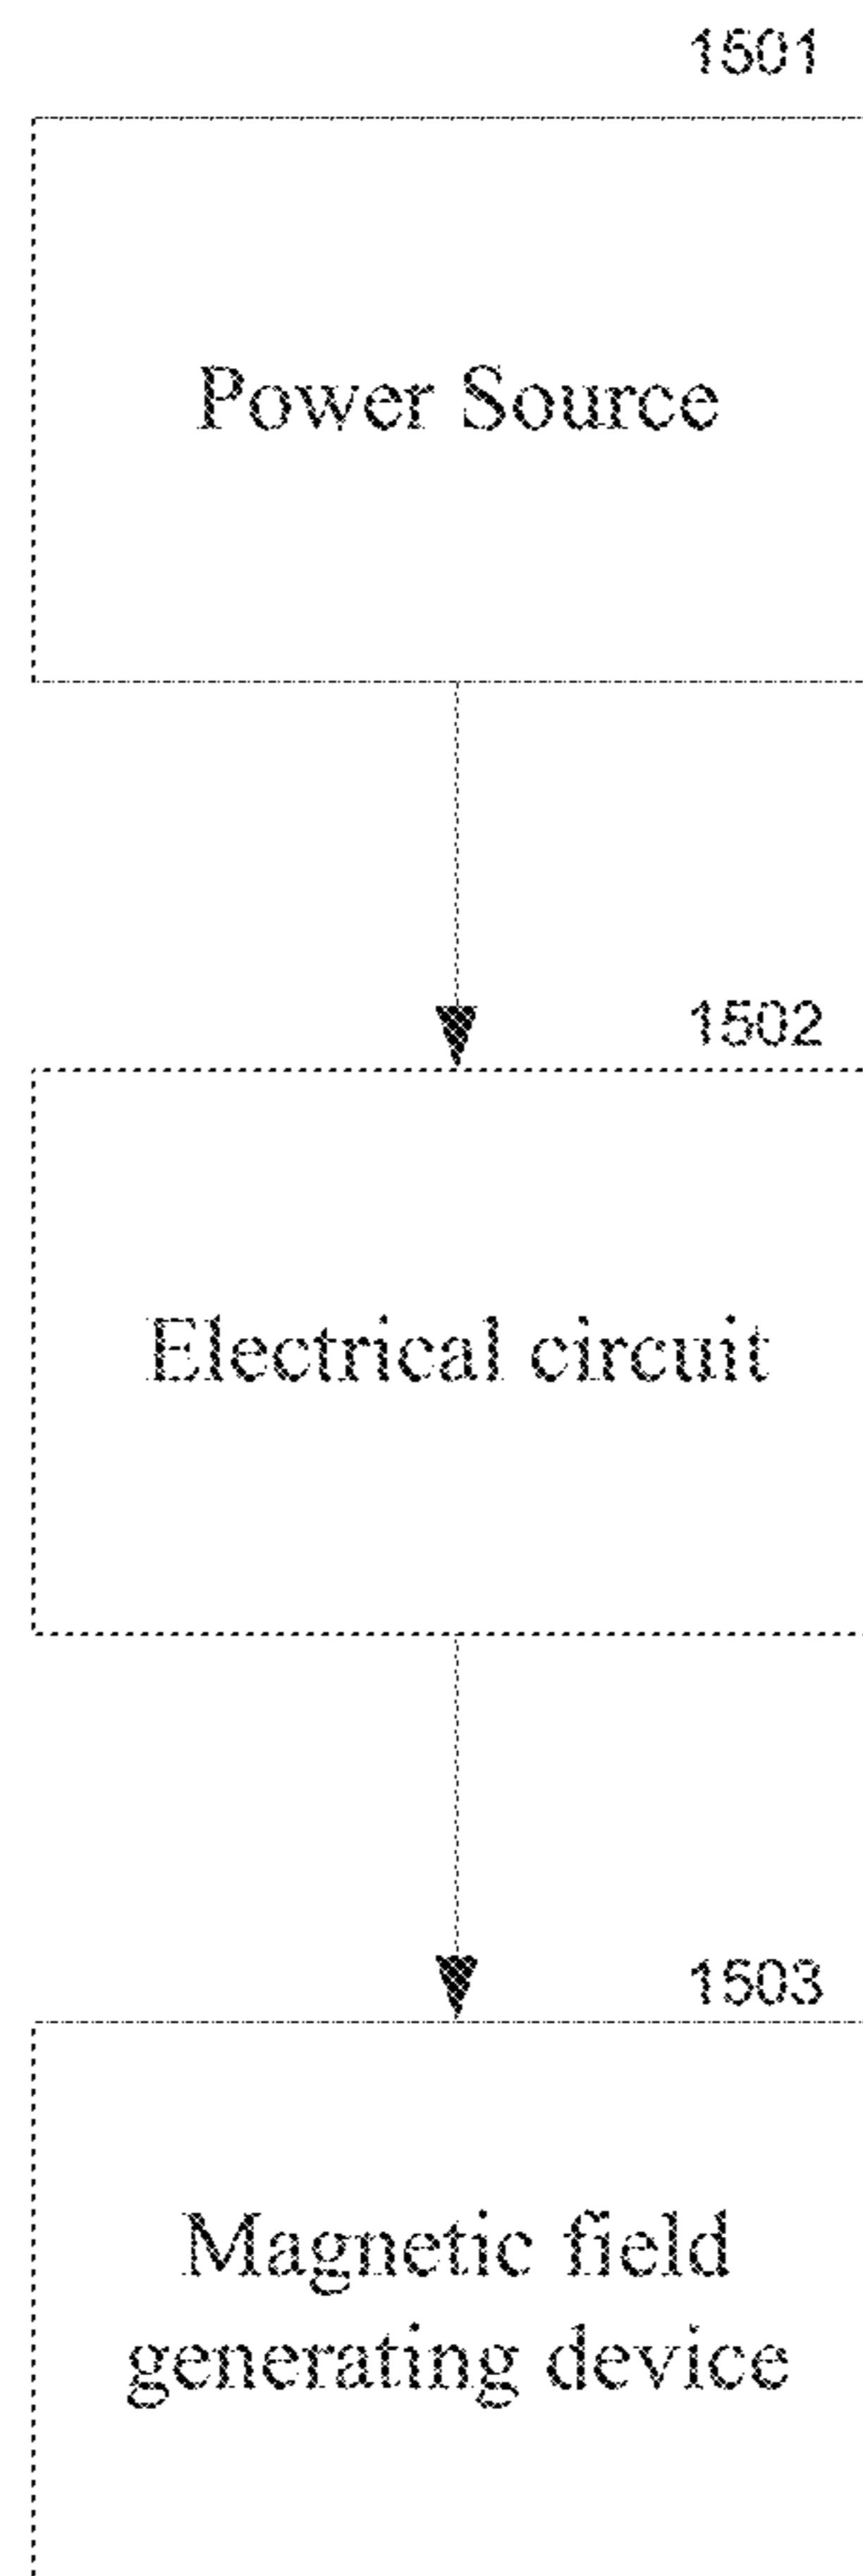 1501
Power Source
1502
Electrical circuit
1503
Magnetic field
generating device